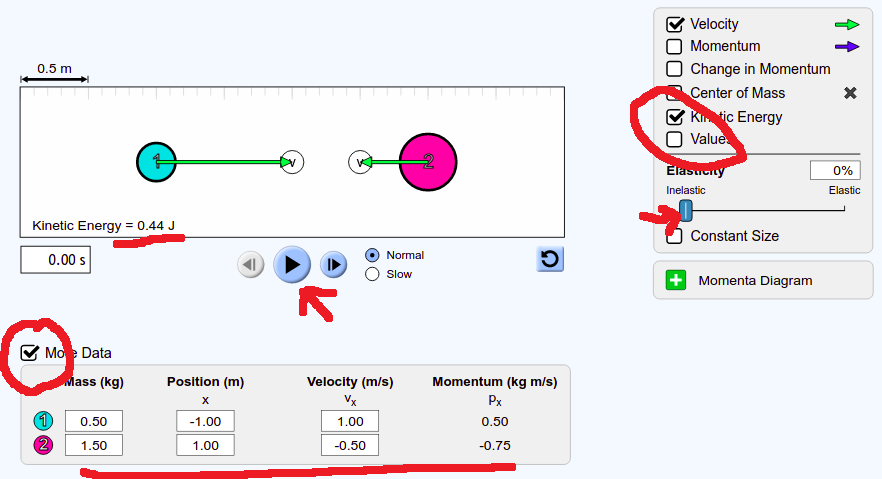 Velocity
Momentum
Change in Momentum
Center of Mass
Kinetic Energy
Values
Elasticity 0%
Inelastic Elastic
Constant Size
Momenta Diagram
0.5 m
1 v v 2
Kinetic Energy = 0.44 J
0.00 s
Normal
Slow
More Data
Mass (kg) Position (m) Velocity (m/s) Momentum (kg m/s)
x vx px
1 0.50 -1.00 1.00 0.50
2 1.50 1.00 -0.50 -0.75